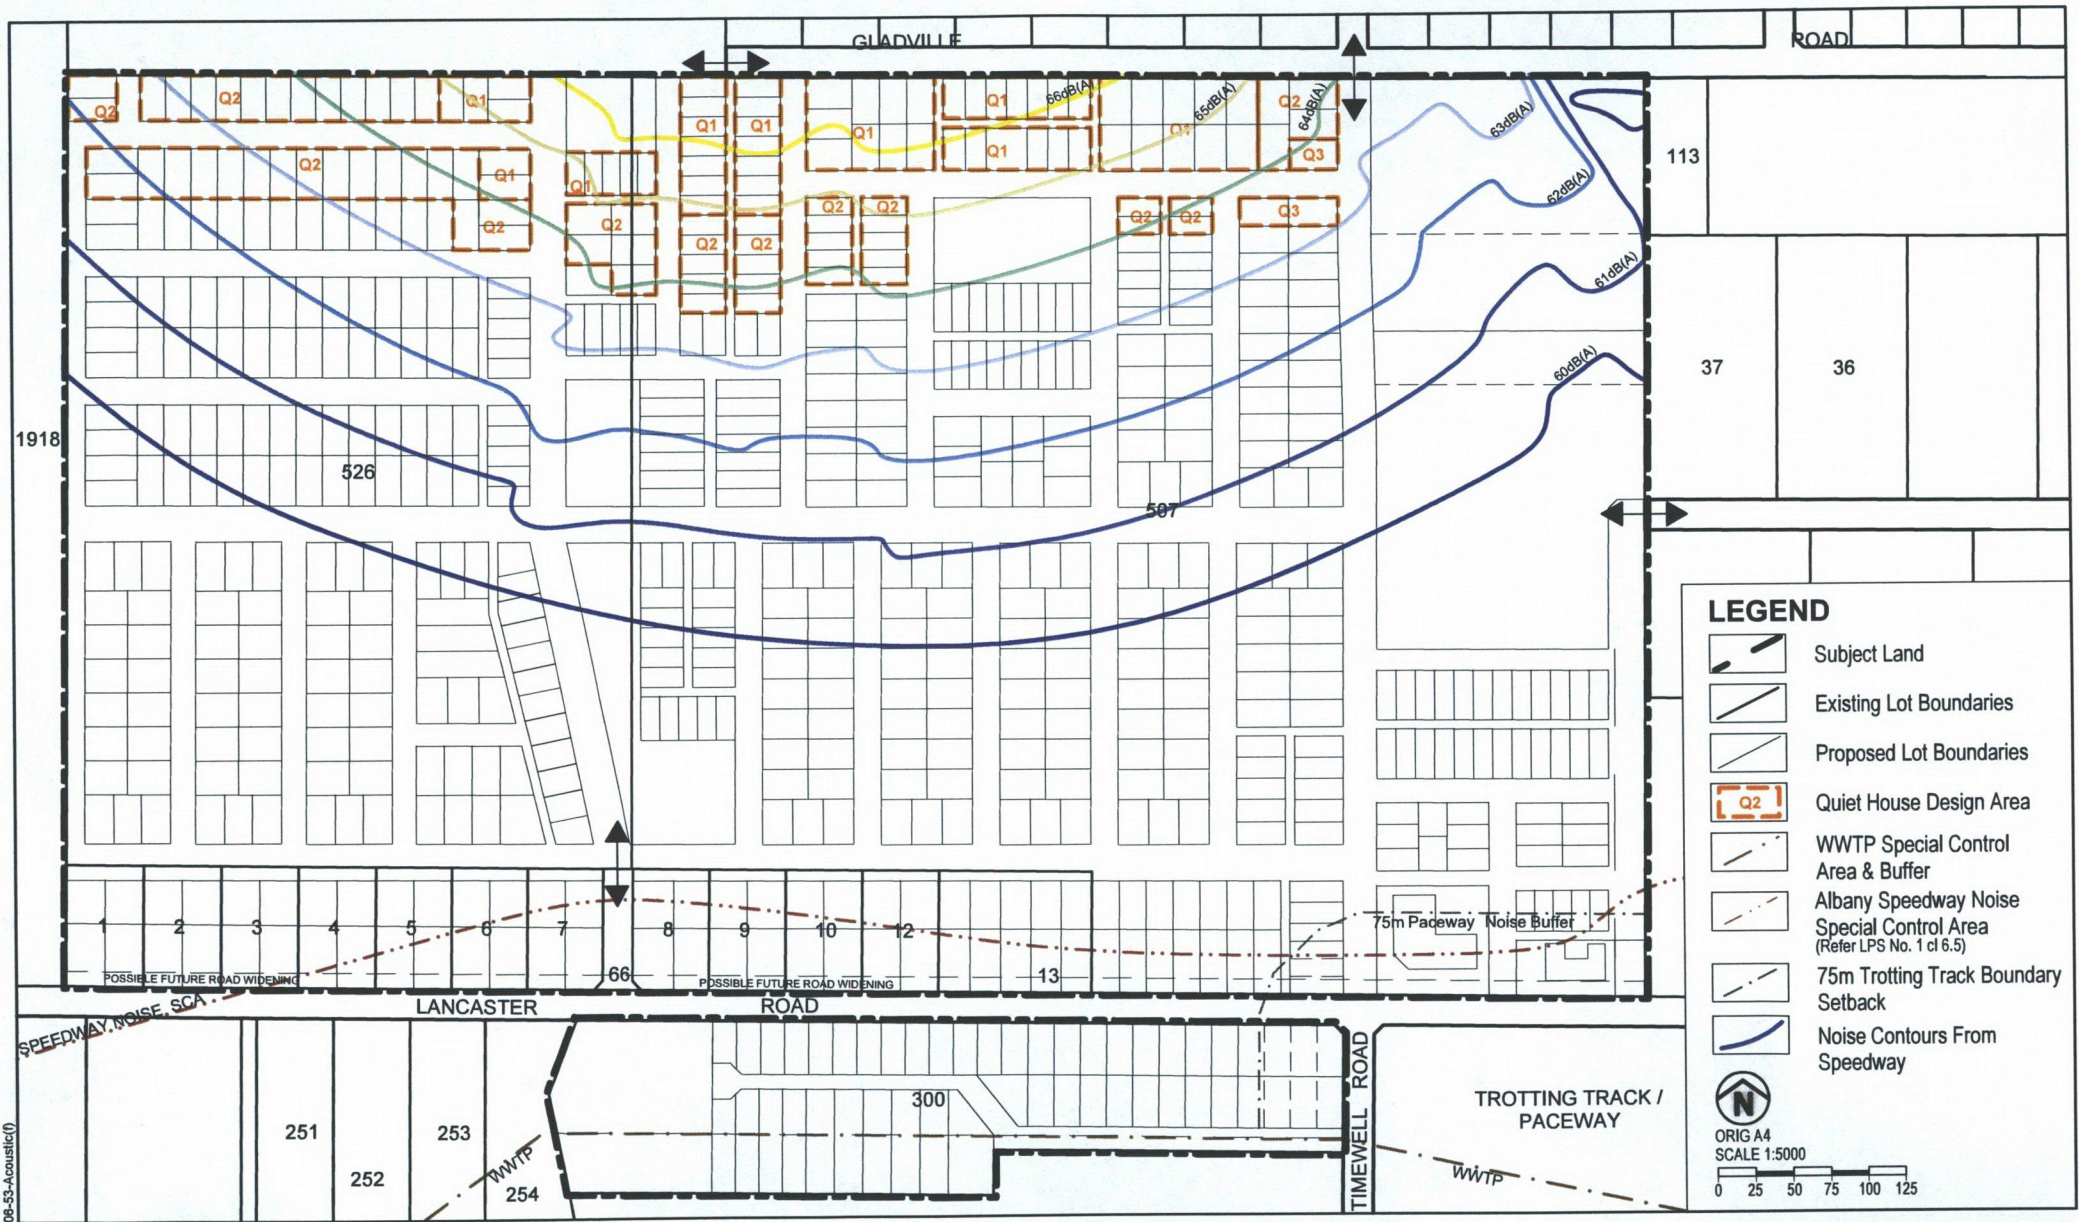 GLADVILLE ROAD
Q2
Q2
Q1
Q1
Q1
Q1
Q1
66dB(A)
Q1
65dB(A)
Q2
64dB(A)
63dB(A)
Q1
Q3
113
Q2
Q1
Q1
62dB(A)
Q2
Q2
Q2
Q2
Q2
Q2
Q2
Q2
Q3
61dB(A)
60dB(A)
37
36
1918
526
507
1
2
3
4
5
6
7
8
9
10
12
75m Paceway Noise Buffer
66
13
POSSIBLE FUTURE ROAD WIDENING
POSSIBLE FUTURE ROAD WIDENING
SPEEDWAY NOISE SCA
LANCASTER ROAD
TIMEWELL ROAD
300
251
253
252
254
WWTP
WWTP
TROTTING TRACK /
PACEWAY
LEGEND
Subject Land
Existing Lot Boundaries
Proposed Lot Boundaries
Q2
Quiet House Design Area
WWTP Special Control
Area & Buffer
Albany Speedway Noise
Special Control Area
(Refer LPS No. 1 cl 6.5)
75m Trotting Track Boundary
Setback
Noise Contours From
Speedway
N
ORIG A4
SCALE 1:5000
0 25 50 75 100 125
06-53-Acoustic(f)